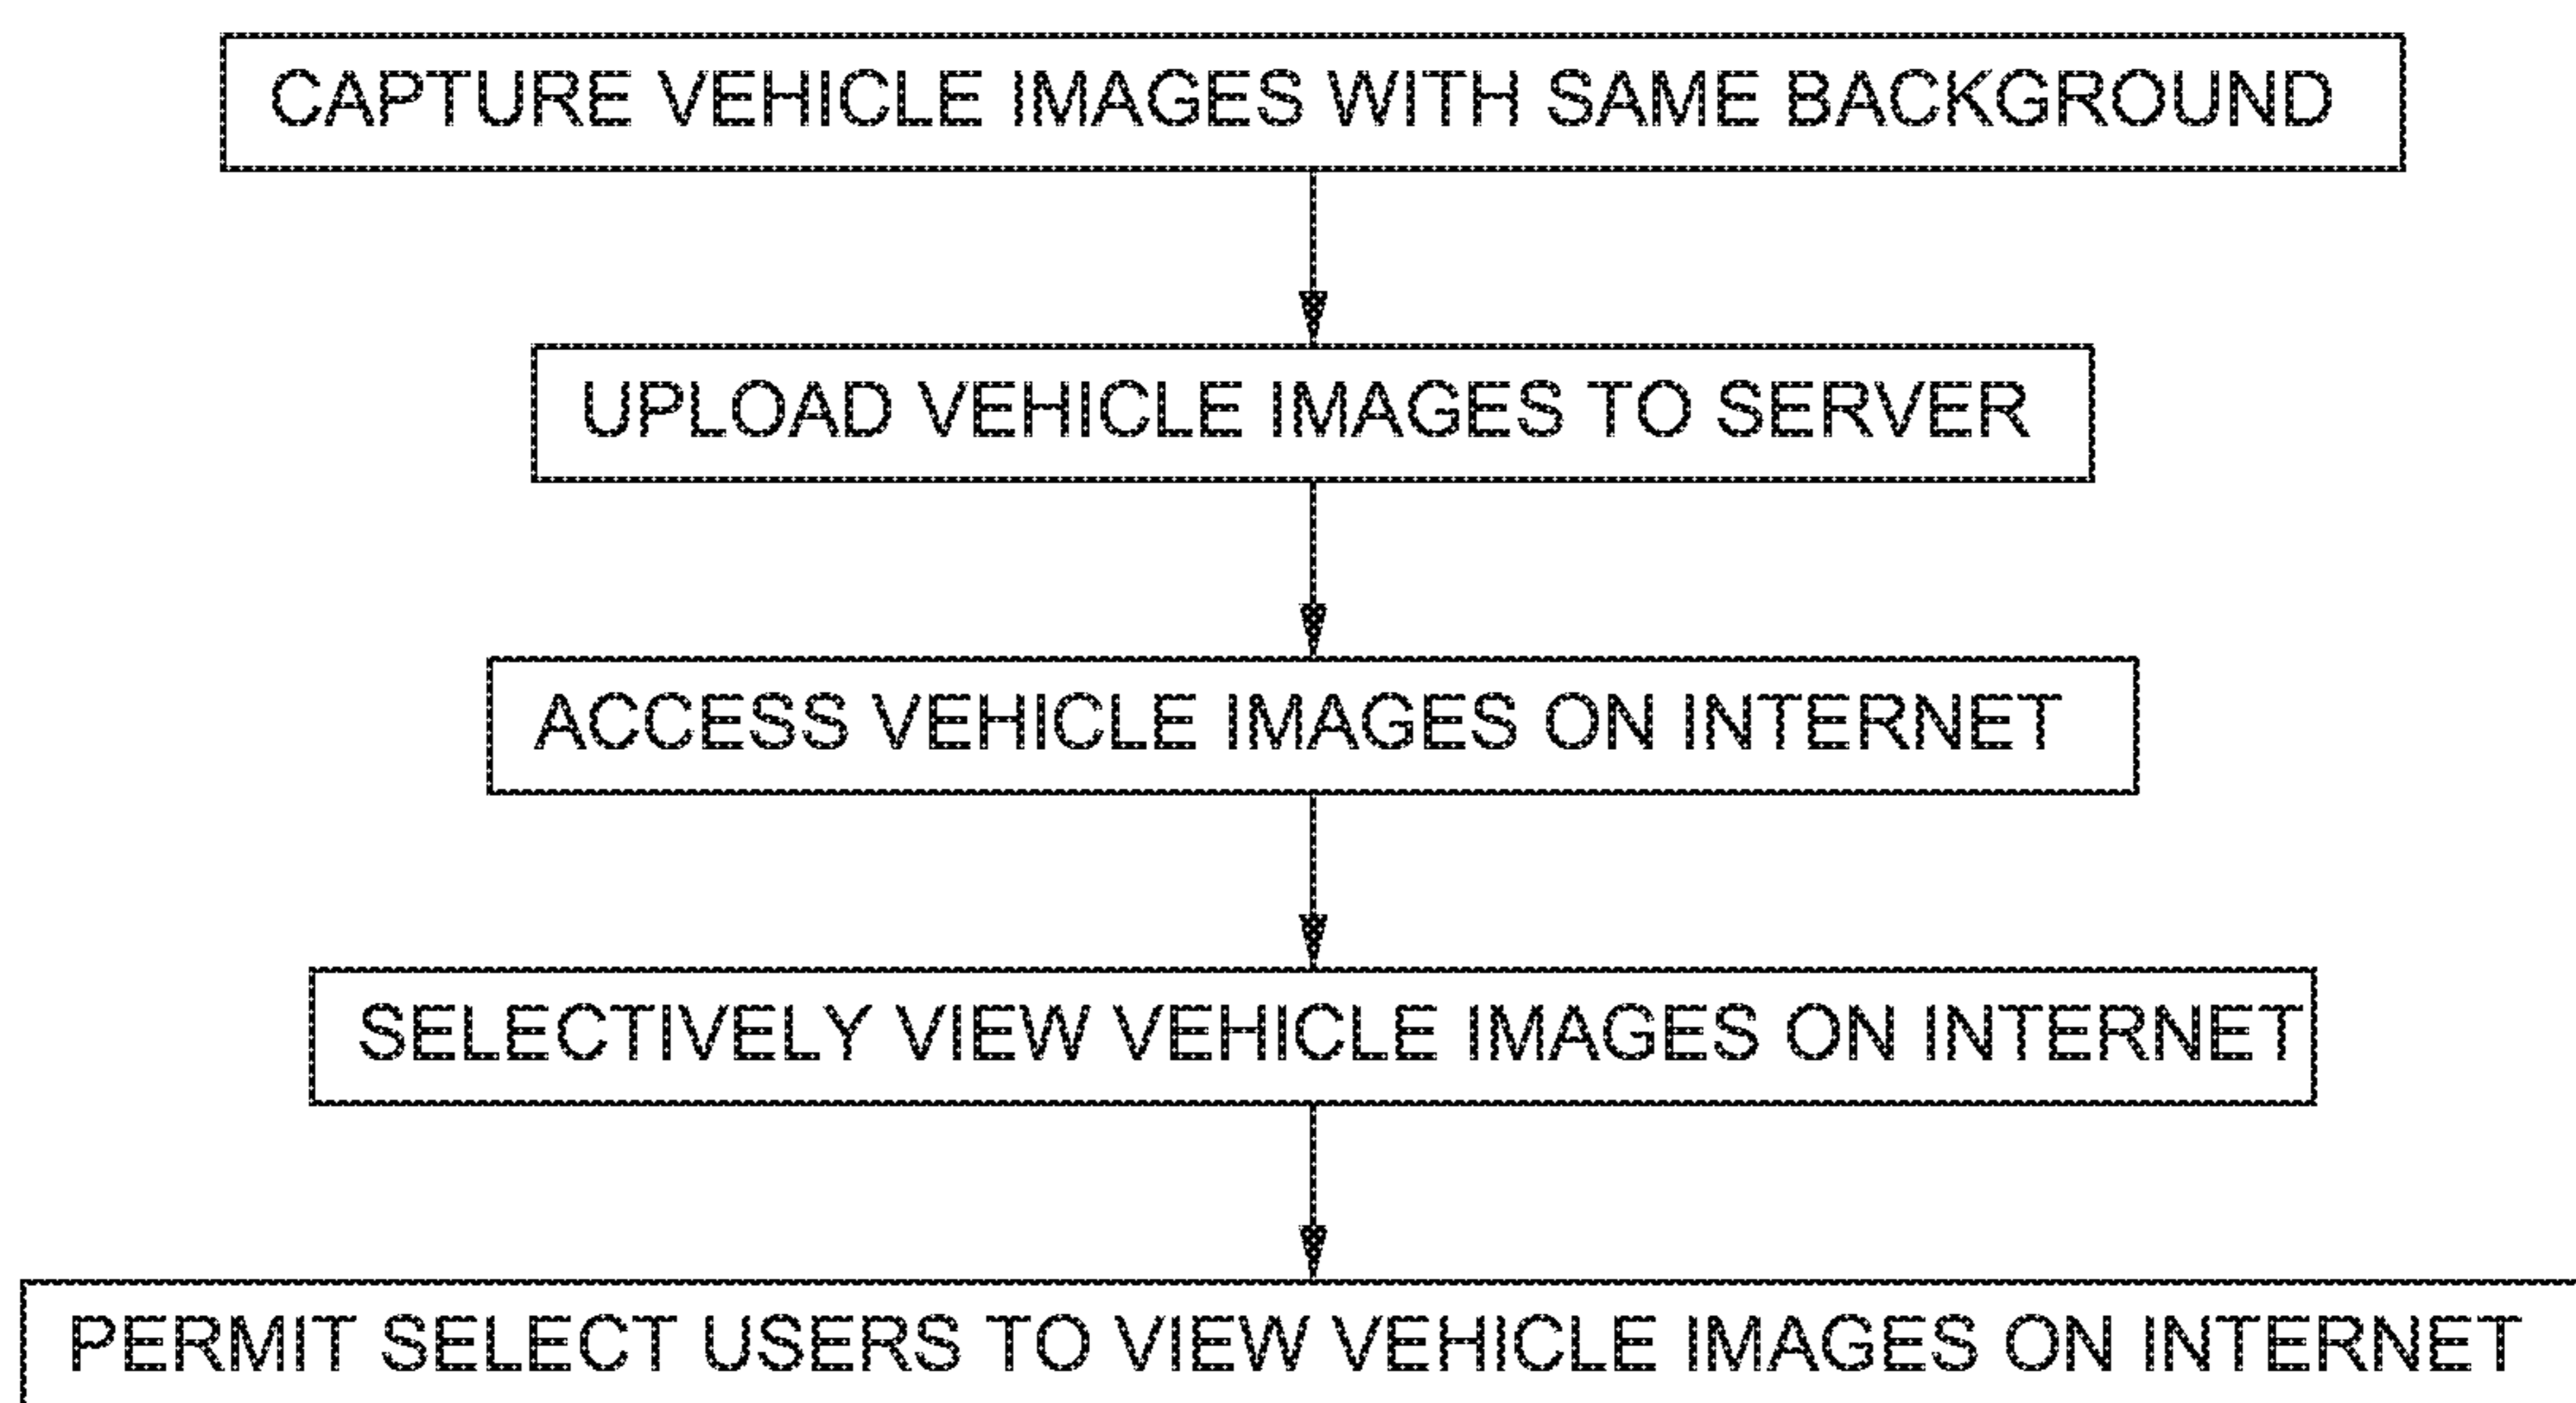 CAPTURE VEHICLE IMAGES WITH SAME BACKGROUND
UPLOAD VEHICLE IMAGES TO SERVER
ACCESS VEHICLE IMAGES ON INTERNET
SELECTIVELY VIEW VEHICLE IMAGES ON INTERNET
PERMIT SELECT USERS TO VIEW VEHICLE IMAGES ON INTERNET